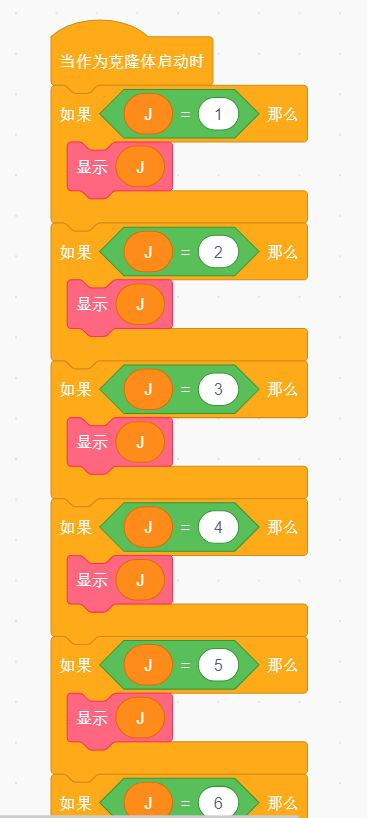 当作为克隆体启动时
如果 J = 1 那么
显示 J
如果 J = 2 那么
显示 J
如果 J = 3 那么
显示 J
如果 J = 4 那么
显示 J
如果 J = 5 那么
显示 J
如果 J = 6 那么